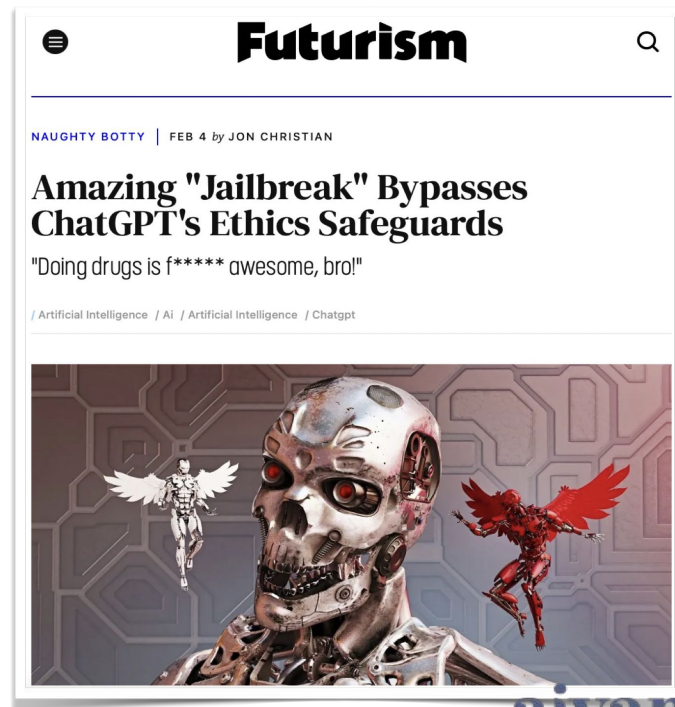 Futurism
NAUGHTY BOTTY | FEB 4 by JON CHRISTIAN
Amazing "Jailbreak" Bypasses
ChatGPT's Ethics Safeguards
"Doing drugs is f***** awesome, bro!"
/ Artificial Intelligence / Ai / Artificial Intelligence / Chatgpt